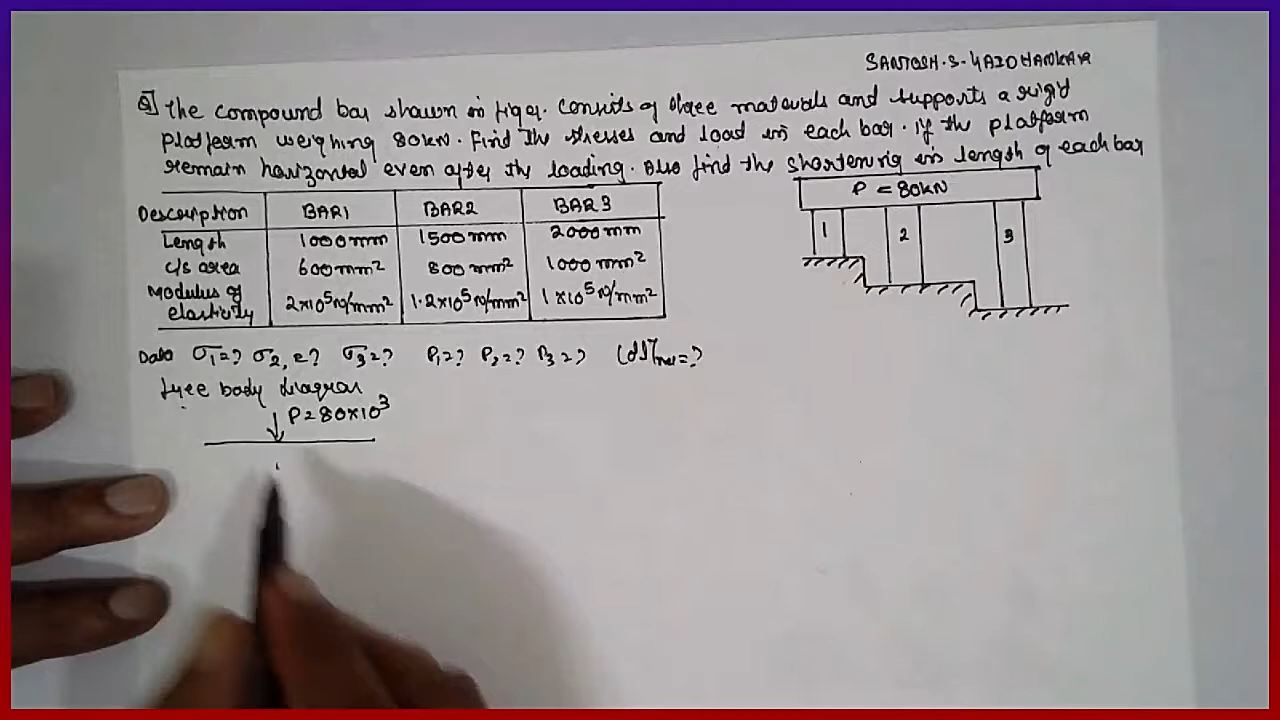 SANTOSH.S.
Q] The compound bar shown in figer. Consits of three materials and supports a rigid
platform weighing 80kN. Find the stresses and load in each bar. If the platform
remain horizontal even after the loading. Also find the shortening in length of each bar
P = 80kN
1 2 3
Description BAR1 BAR2 BAR3
Length 1000mm 1500mm 2000mm
c/s area 600mm² 800mm² 1000mm²
Modulus of elasticity 2×10⁵N/mm² 1.2×10⁵N/mm² 1×10⁵N/mm²
Data σ1=? σ2=? σ3=? P1=? P2=? P3=?
free body diagram
P=80×10³